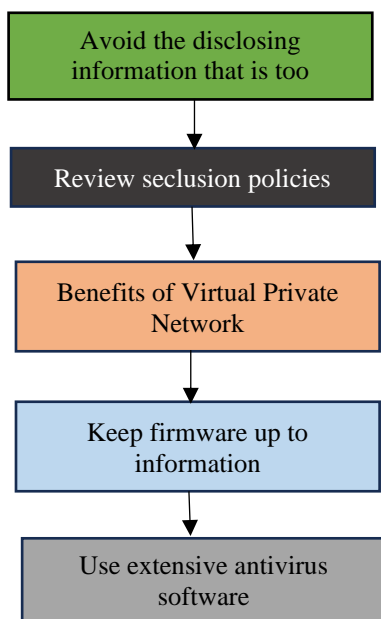 Avoid the disclosing
information that is too
Review seclusion policies
Benefits of Virtual Private
Network
Keep firmware up to
information
Use extensive antivirus
software